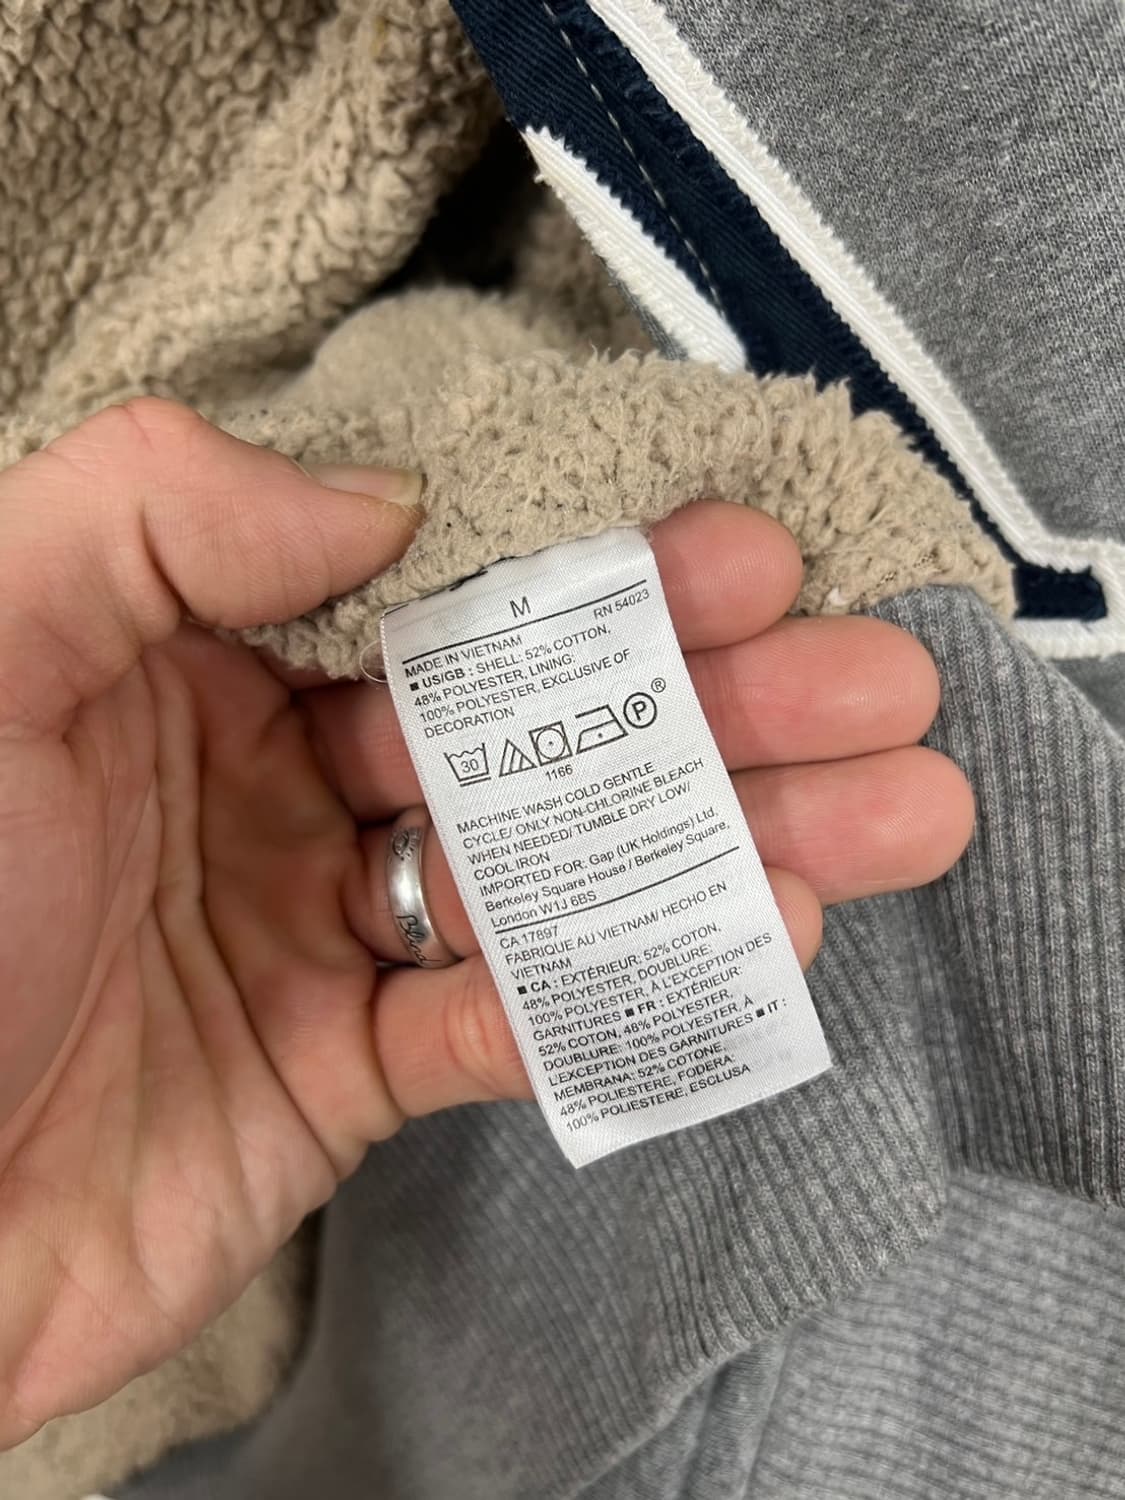 M
RN 54023
MADE IN VIETNAM
■ US/GB : SHELL: 52% COTTON,
48% POLYESTER, LINING:
100% POLYESTER, EXCLUSIVE OF
DECORATION
30
P ®
1166
MACHINE WASH COLD GENTLE
CYCLE/ ONLY NON-CHLORINE BLEACH
WHEN NEEDED/ TUMBLE DRY LOW/
COOL IRON
IMPORTED FOR: Gap (UK Holdings) Ltd,
Berkeley Square House / Berkeley Square,
London W1J 6BS
CA 17897
FABRIQUÉ AU VIETNAM/ HECHO EN
VIETNAM
■ CA : EXTÉRIEUR: 52% COTON,
48% POLYESTER, DOUBLURE:
100% POLYESTER, À L'EXCEPTION DES
GARNITURES ■ FR : EXTÉRIEUR:
52% COTON, 48% POLYESTER,
DOUBLURE: 100% POLYESTER, À
L'EXCEPTION DES GARNITURES ■ IT :
MEMBRANA: 52% COTONE,
48% POLIESTERE, FODERA:
100% POLIESTERE, ESCLUSA
Blind